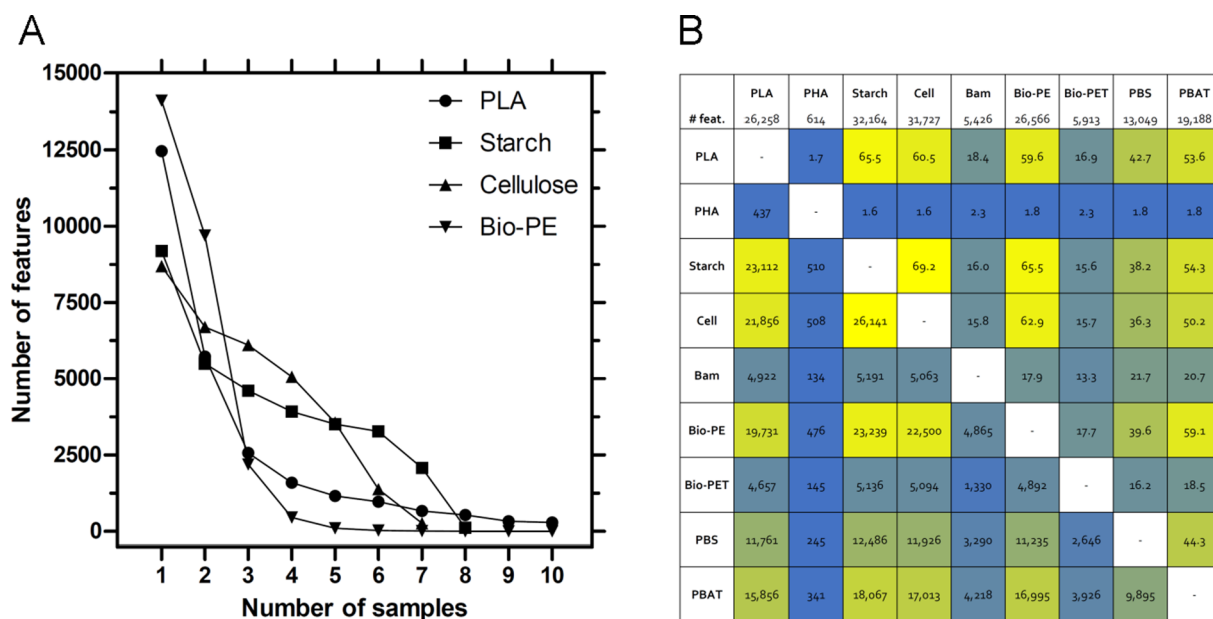 A
15000
12500
10000
7500
5000
2500
0
Number of features
PLA
Starch
Cellulose
Bio-PE
1 2 3 4 5 6 7 8 9 10
Number of samples
B
PLA PHA Starch Cell Bam Bio-PE Bio-PET PBS PBAT
# feat. 26,258 614 32,164 31,727 5,426 26,566 5,913 13,049 19,188
PLA - 1.7 65.5 60.5 18.4 59.6 16.9 42.7 53.6
PHA 437 - 1.6 1.6 2.3 1.8 2.3 1.8 1.8
Starch 23,112 510 - 69.2 16.0 65.5 15.6 38.2 54.3
Cell 21,856 508 26,141 - 15.8 62.9 15.7 36.3 50.2
Bam 4,922 134 5,191 5,063 - 17.9 13.3 21.7 20.7
Bio-PE 19,731 476 23,239 22,500 4,865 - 17.7 39.6 59.1
Bio-PET 4,657 145 5,136 5,094 1,330 4,892 - 16.2 18.5
PBS 11,761 245 12,486 11,926 3,290 11,235 2,646 - 44.3
PBAT 15,856 341 18,067 17,013 4,218 16,995 3,926 9,895 -